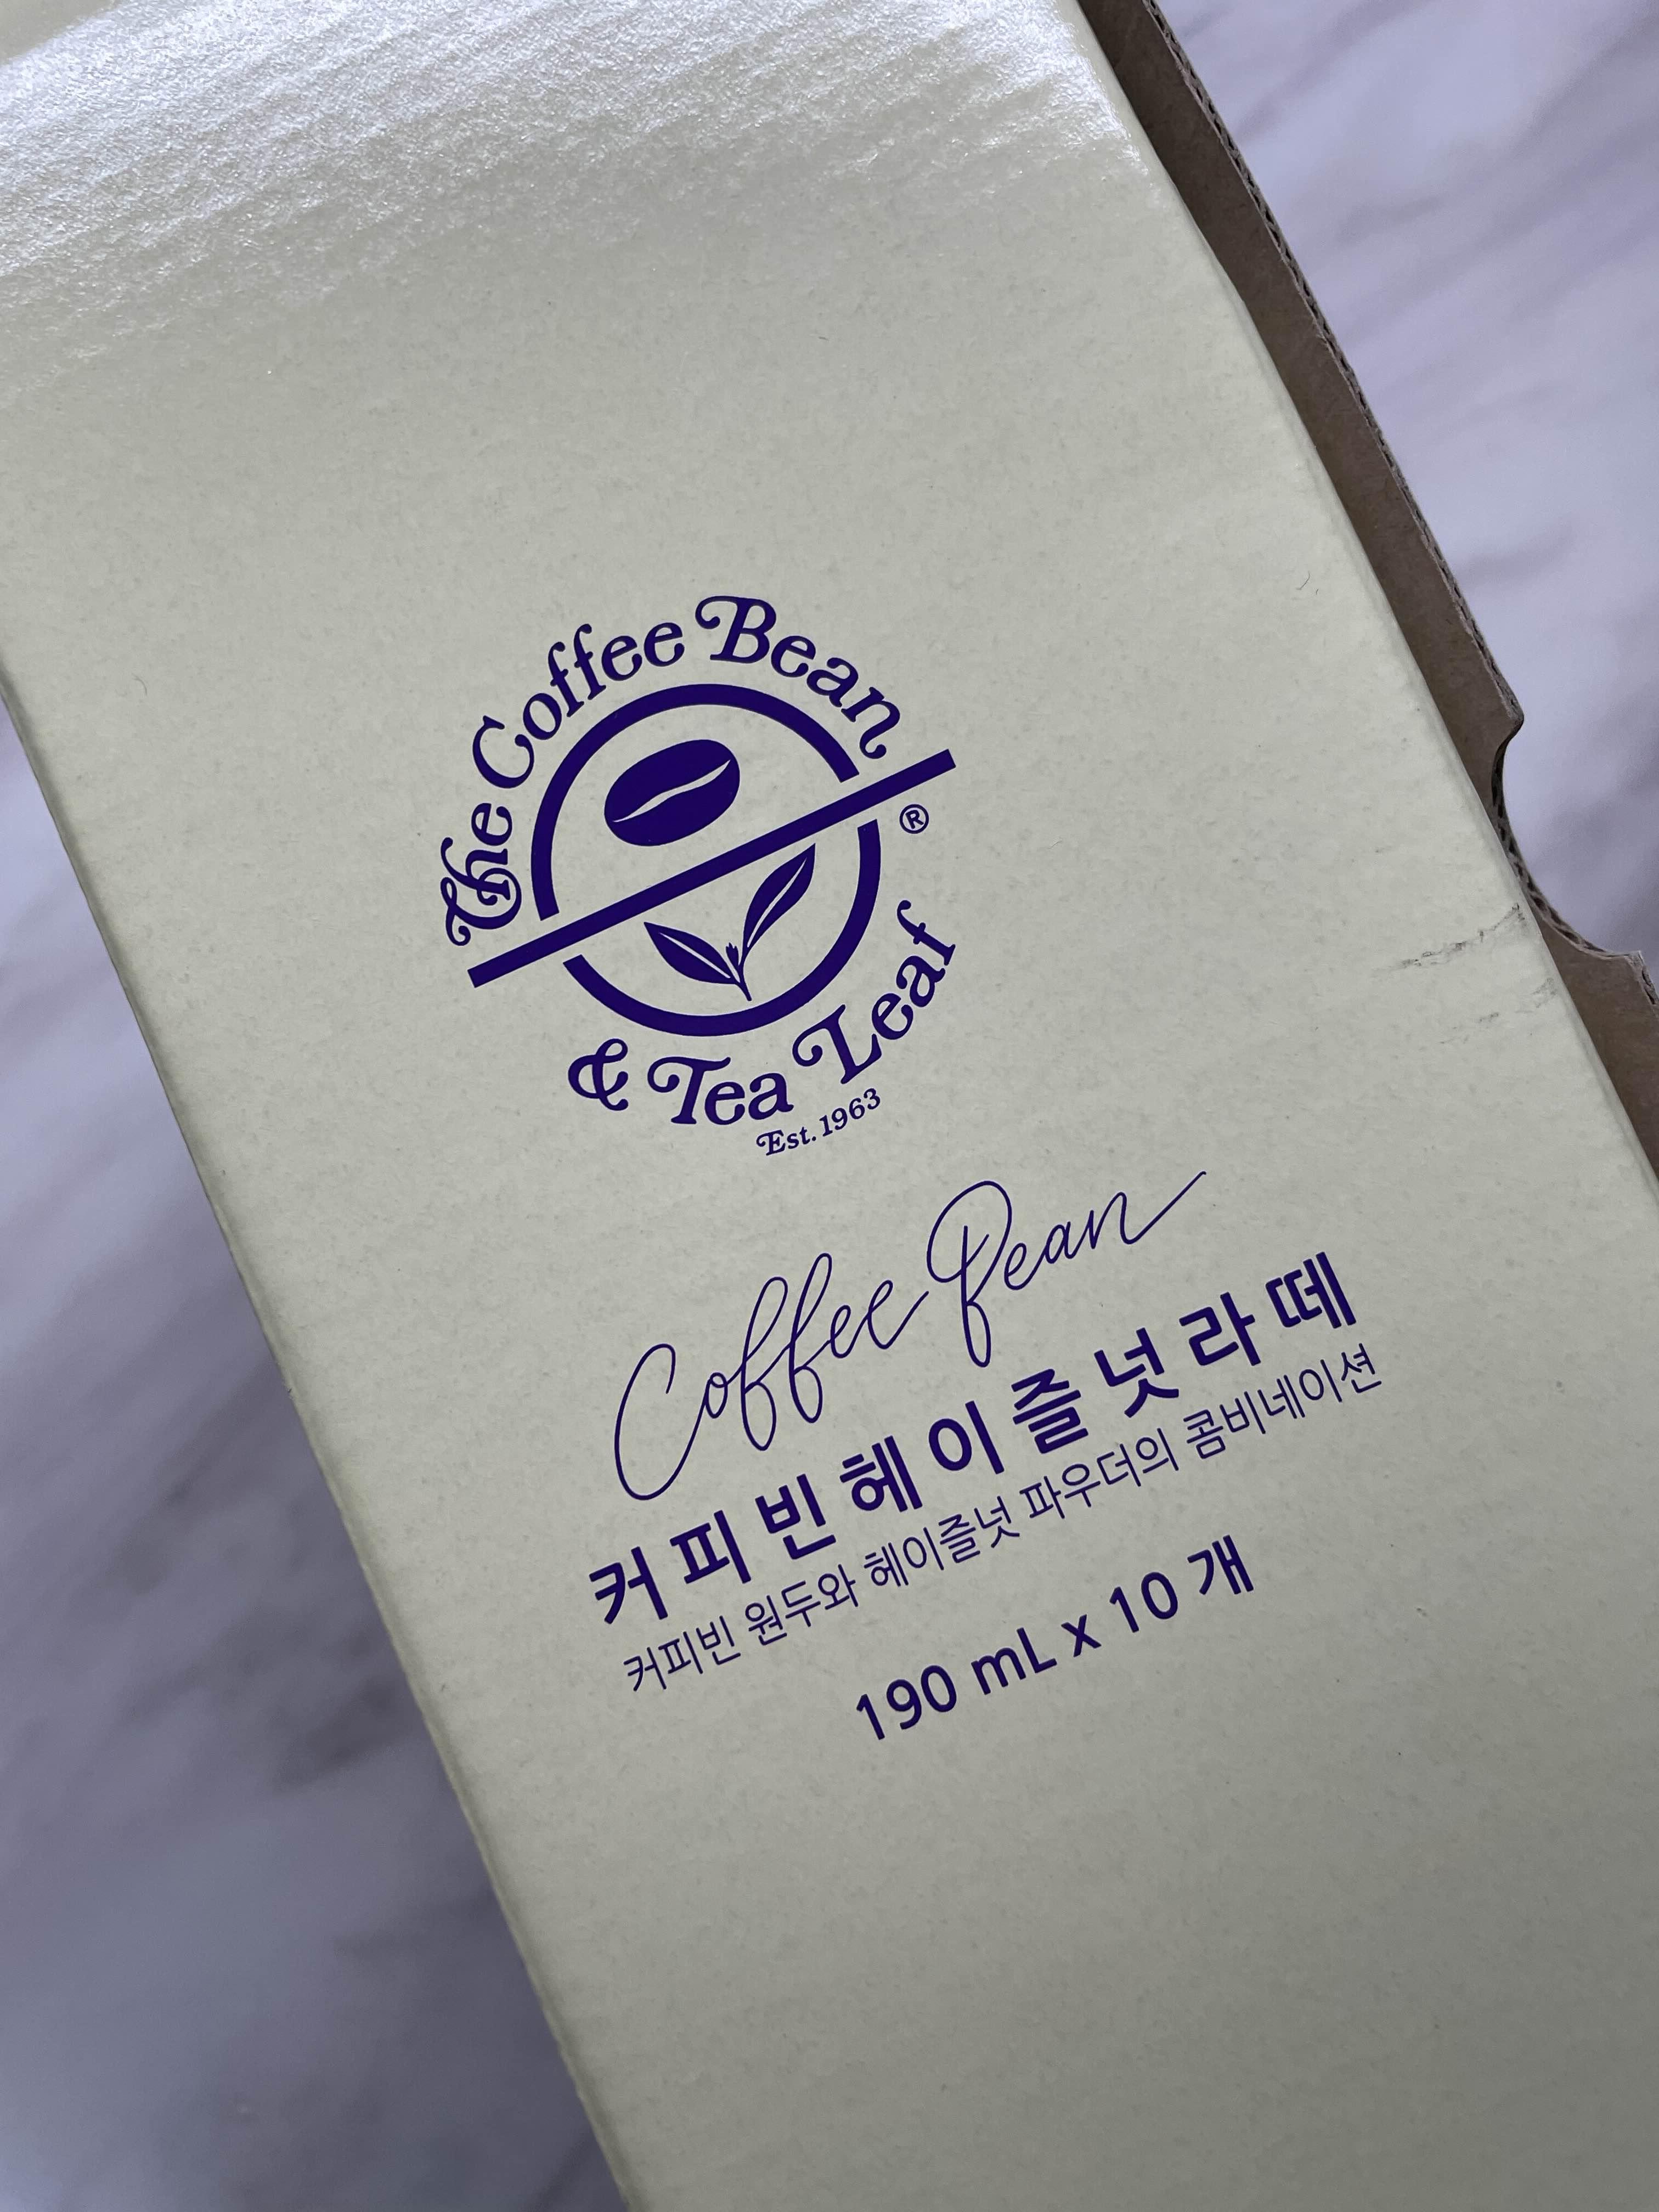 The Coffee Bean
®
& Tea Leaf
Est. 1963
Coffee Bean
커피빈헤이즐넛라떼
커피빈 원두와 헤이즐넛 파우더의 콤비네이션
190 mL x 10 개